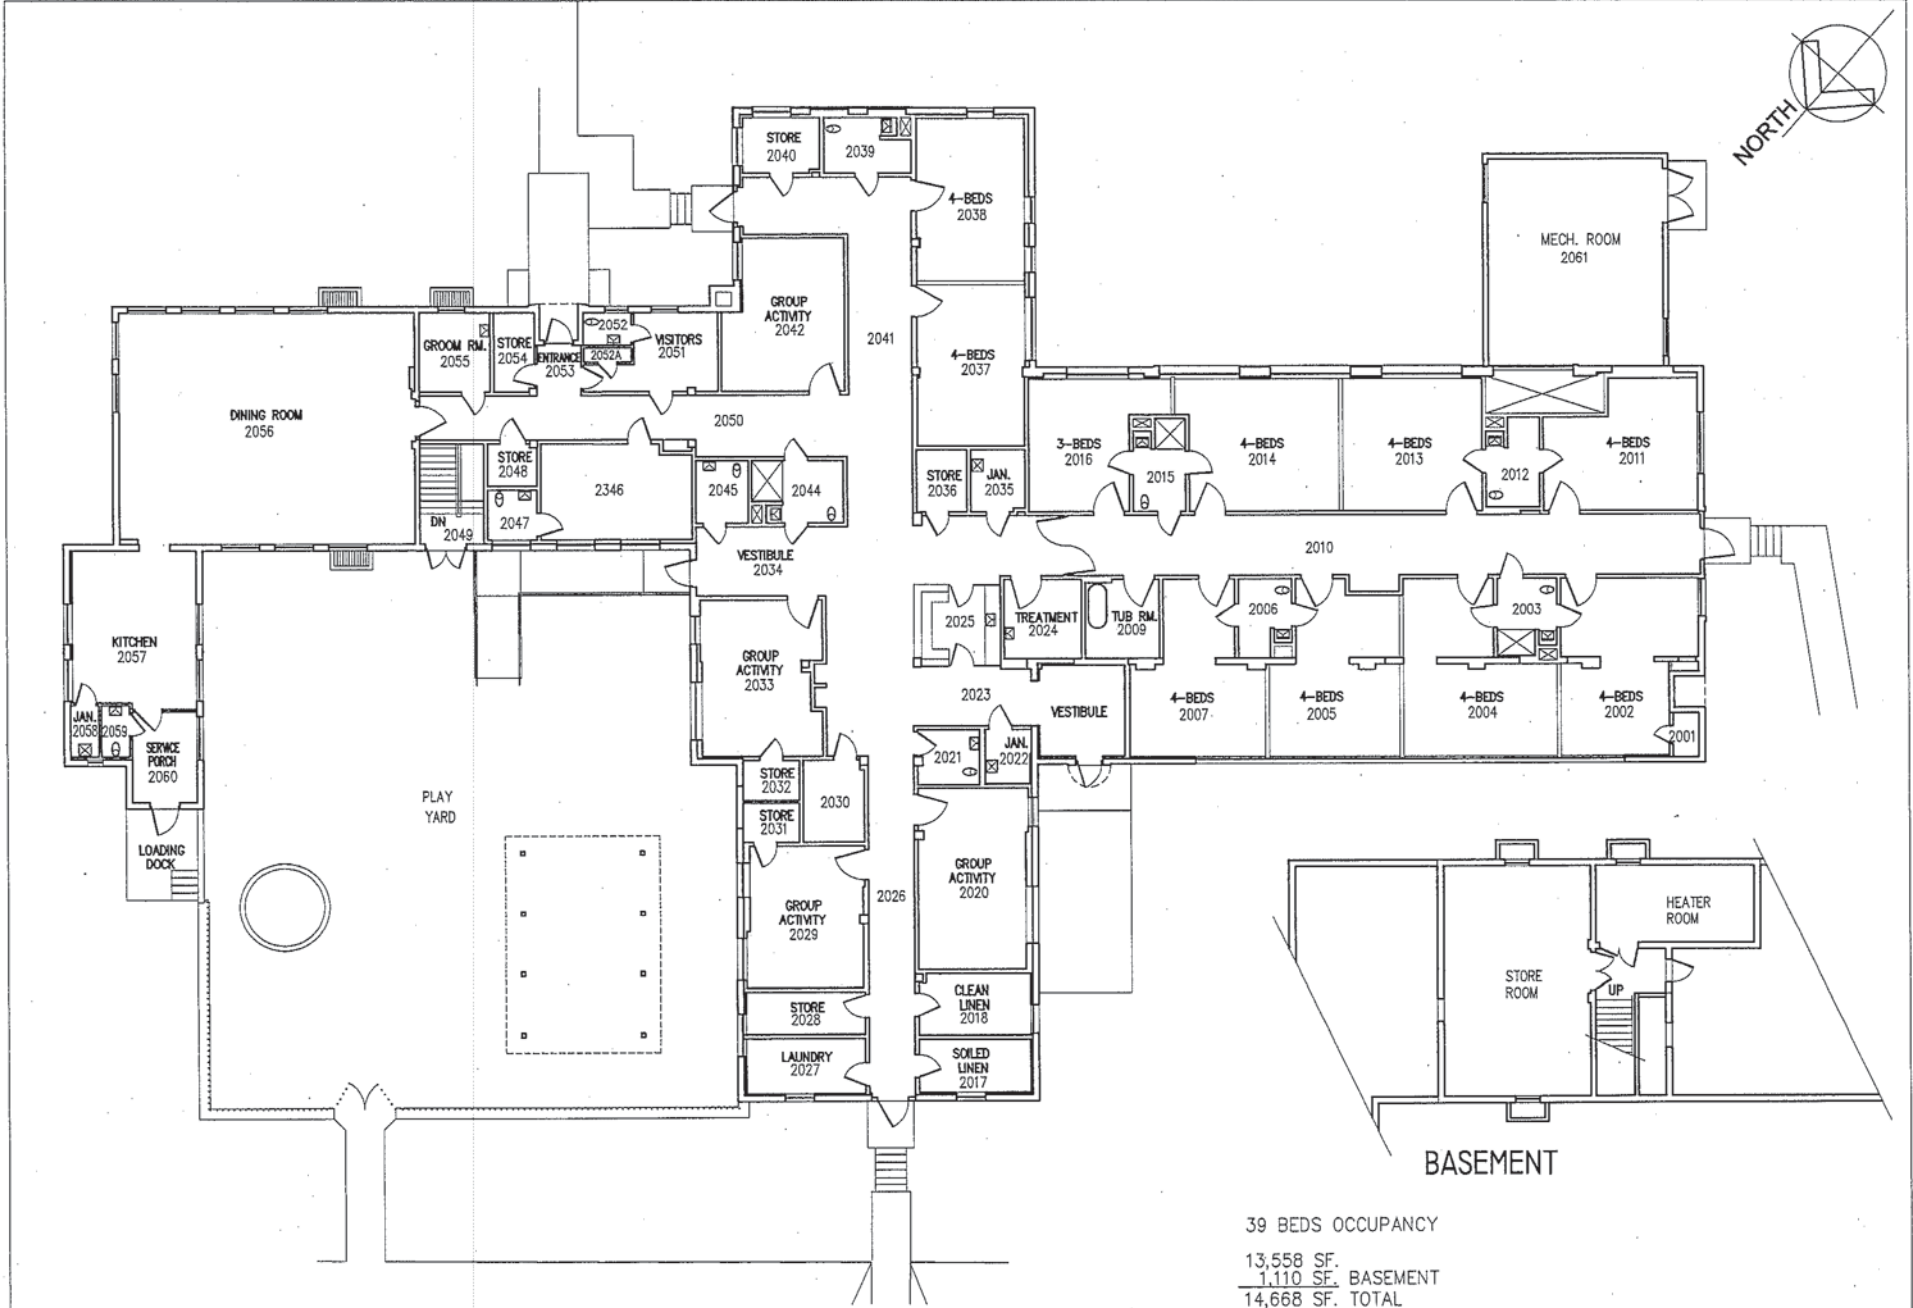 NORTH
STORE
2040
2039
4-BEDS
2038
MECH. ROOM
2061
GROUP
ACTIVITY
2042
2041
4-BEDS
2037
GROOM RM.
2055
STORE
2054
ENTRANCE
2053
2052
2052A
VISITORS
2051
DINING ROOM
2056
2050
STORE
2048
2047
2346
2045
2044
DN
2049
STORE
2036
JAN.
2035
3-BEDS
2016
2015
4-BEDS
2014
4-BEDS
2013
2012
4-BEDS
2011
VESTIBULE
2034
2010
KITCHEN
2057
GROUP
ACTIVITY
2033
2025
TREATMENT
2024
TUB RM.
2009
2006
2003
2023
VESTIBULE
4-BEDS
2007
4-BEDS
2005
4-BEDS
2004
4-BEDS
2002
2001
JAN.
2058
2059
SERVICE
PORCH
2060
LOADING
DOCK
PLAY
YARD
STORE
2032
STORE
2031
2030
2021
JAN.
2022
GROUP
ACTIVITY
2029
2026
GROUP
ACTIVITY
2020
STORE
2028
CLEAN
LINEN
2018
LAUNDRY
2027
SOILED
LINEN
2017
STORE
ROOM
HEATER
ROOM
UP
BASEMENT
39 BEDS OCCUPANCY
13,558 SF.
1,110 SF. BASEMENT
14,668 SF. TOTAL